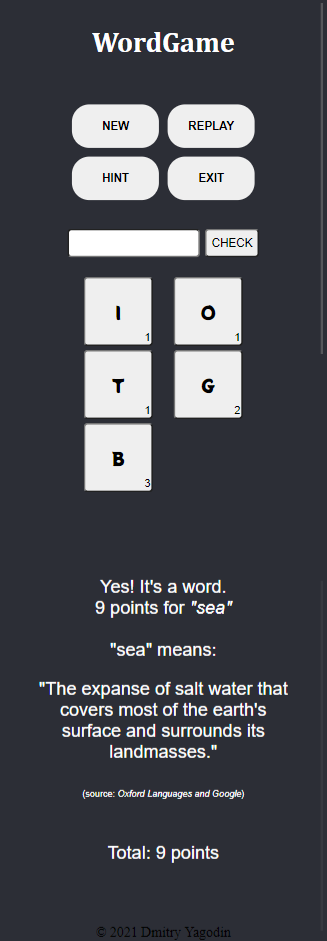 WordGame
NEW REPLAY
HINT EXIT
CHECK
I 1 O 1
T 1 G 2
B 3
Yes! It's a word.
9 points for "sea"
"sea" means:
"The expanse of salt water that
covers most of the earth's
surface and surrounds its
landmasses."
(source: Oxford Languages and Google)
Total: 9 points
© 2021 Dmitry Yagodin